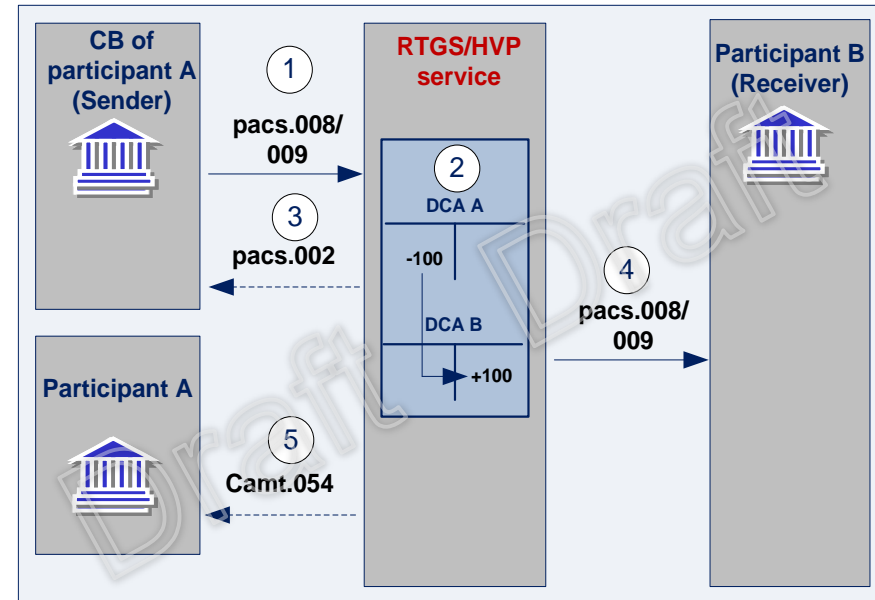 CB of
participant A
(Sender)
1
pacs.008/
009
3
pacs.002
Participant A
5
Camt.054
RTGS/HVP
service
2
DCA A
-100
DCA B
+100
4
pacs.008/
009
Participant B
(Receiver)
Draft
Draft